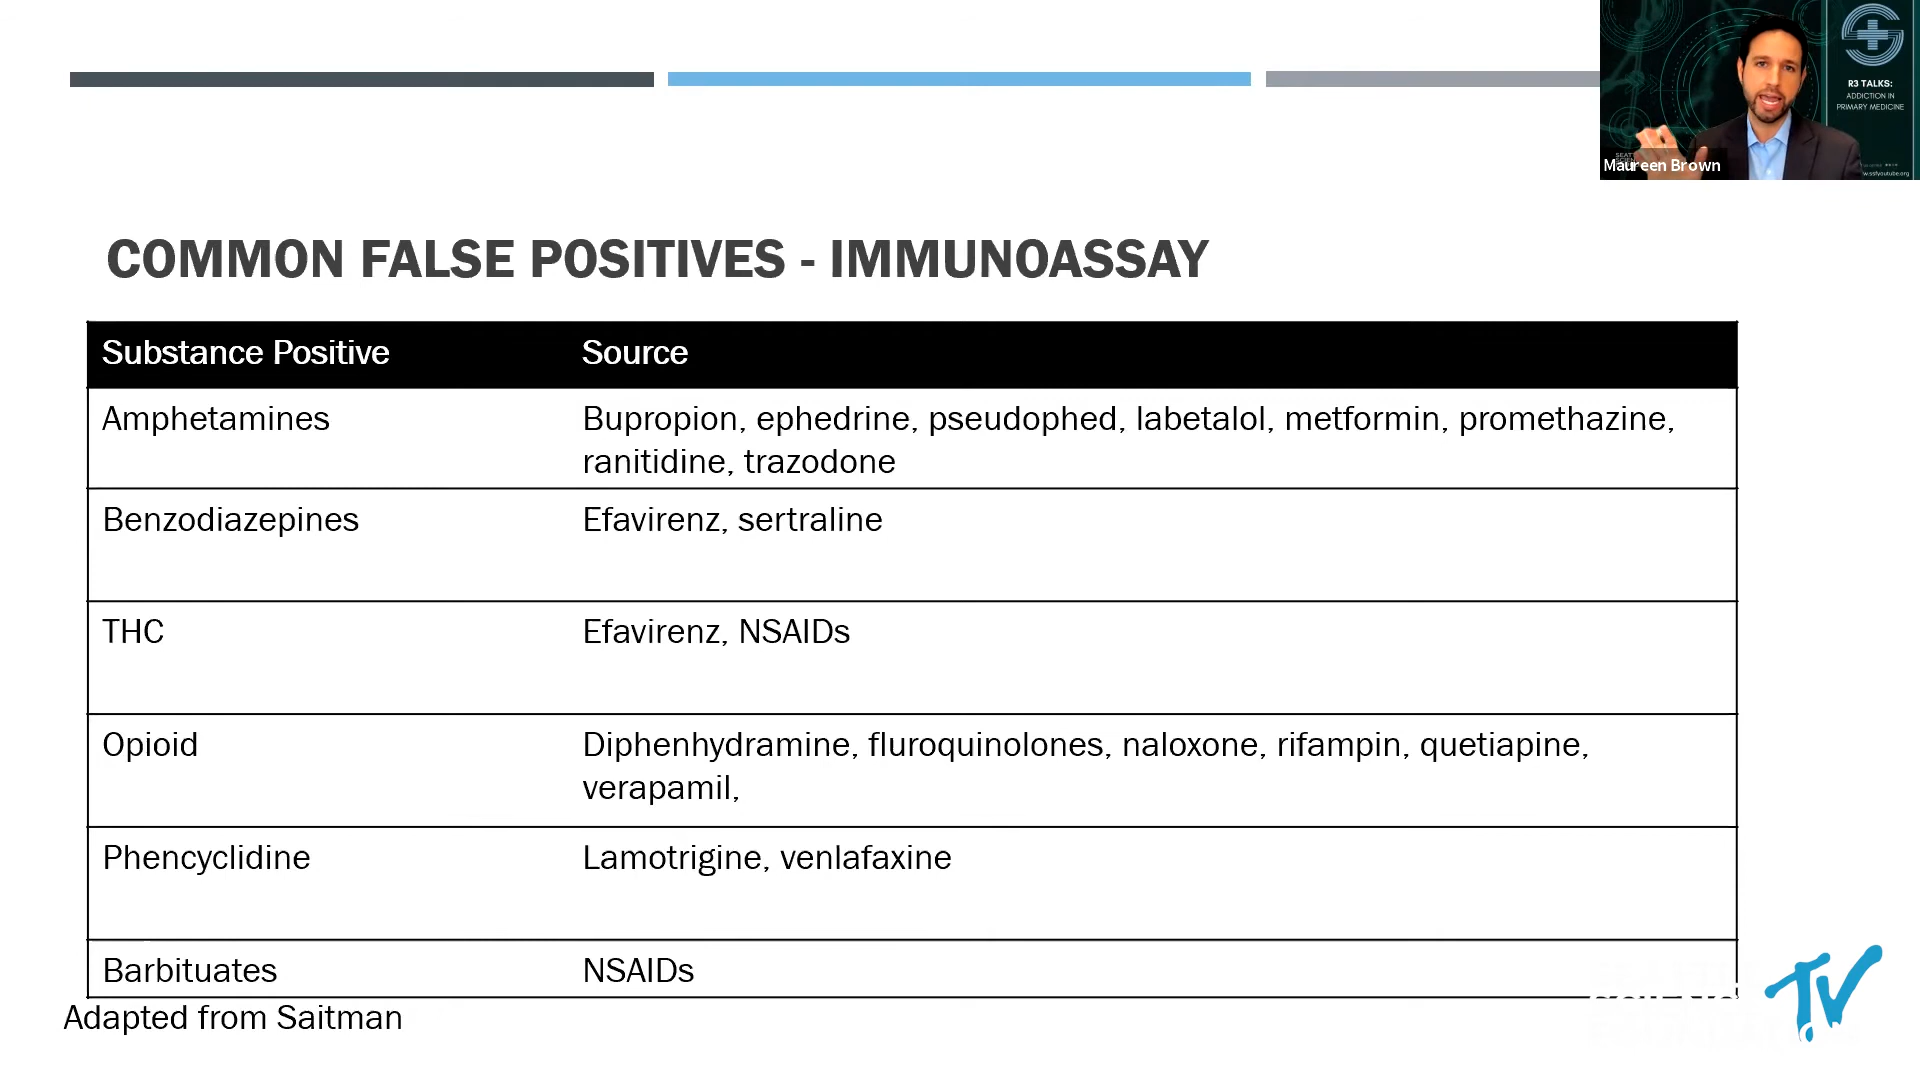 R3 TALKS:
ADDICTION IN
PRIMARY MEDICINE
Maureen Brown
COMMON FALSE POSITIVES - IMMUNOASSAY
Substance Positive Source
Amphetamines Bupropion, ephedrine, pseudophed, labetalol, metformin, promethazine,
ranitidine, trazodone
Benzodiazepines Efavirenz, sertraline
THC Efavirenz, NSAIDs
Opioid Diphenhydramine, fluroquinolones, naloxone, rifampin, quetiapine,
verapamil,
Phencyclidine Lamotrigine, venlafaxine
Barbituates NSAIDs
Adapted from Saitman
TV